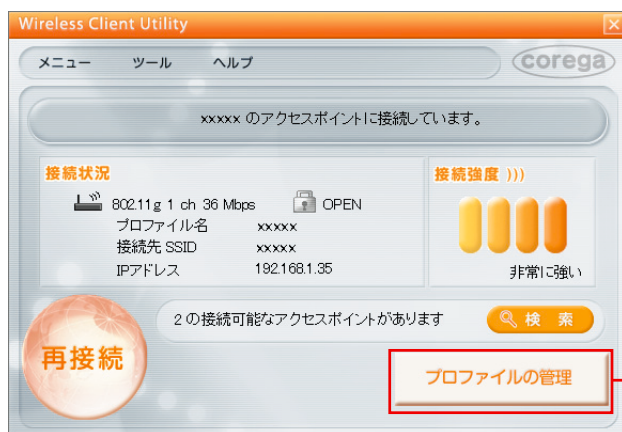 Wireless Client Utility
メニュー ツール ヘルプ corega
xxxxx のアクセスポイントに接続しています。
接続状況
802.11g 1 ch 36 Mbps OPEN
プロファイル名 xxxxx
接続先 SSID xxxxx
IPアドレス 192.168.1.35
接続強度 )))
非常に強い
2 の接続可能なアクセスポイントがあります 検 索
再接続
プロファイルの管理